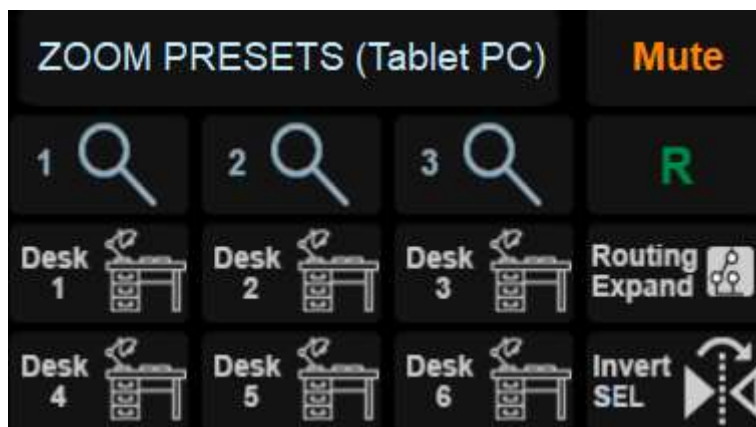 ZOOM PRESETS (Tablet PC)
Mute
1
2
3
R
Desk
1
Desk
2
Desk
3
Routing
Expand
Desk
4
Desk
5
Desk
6
Invert
SEL